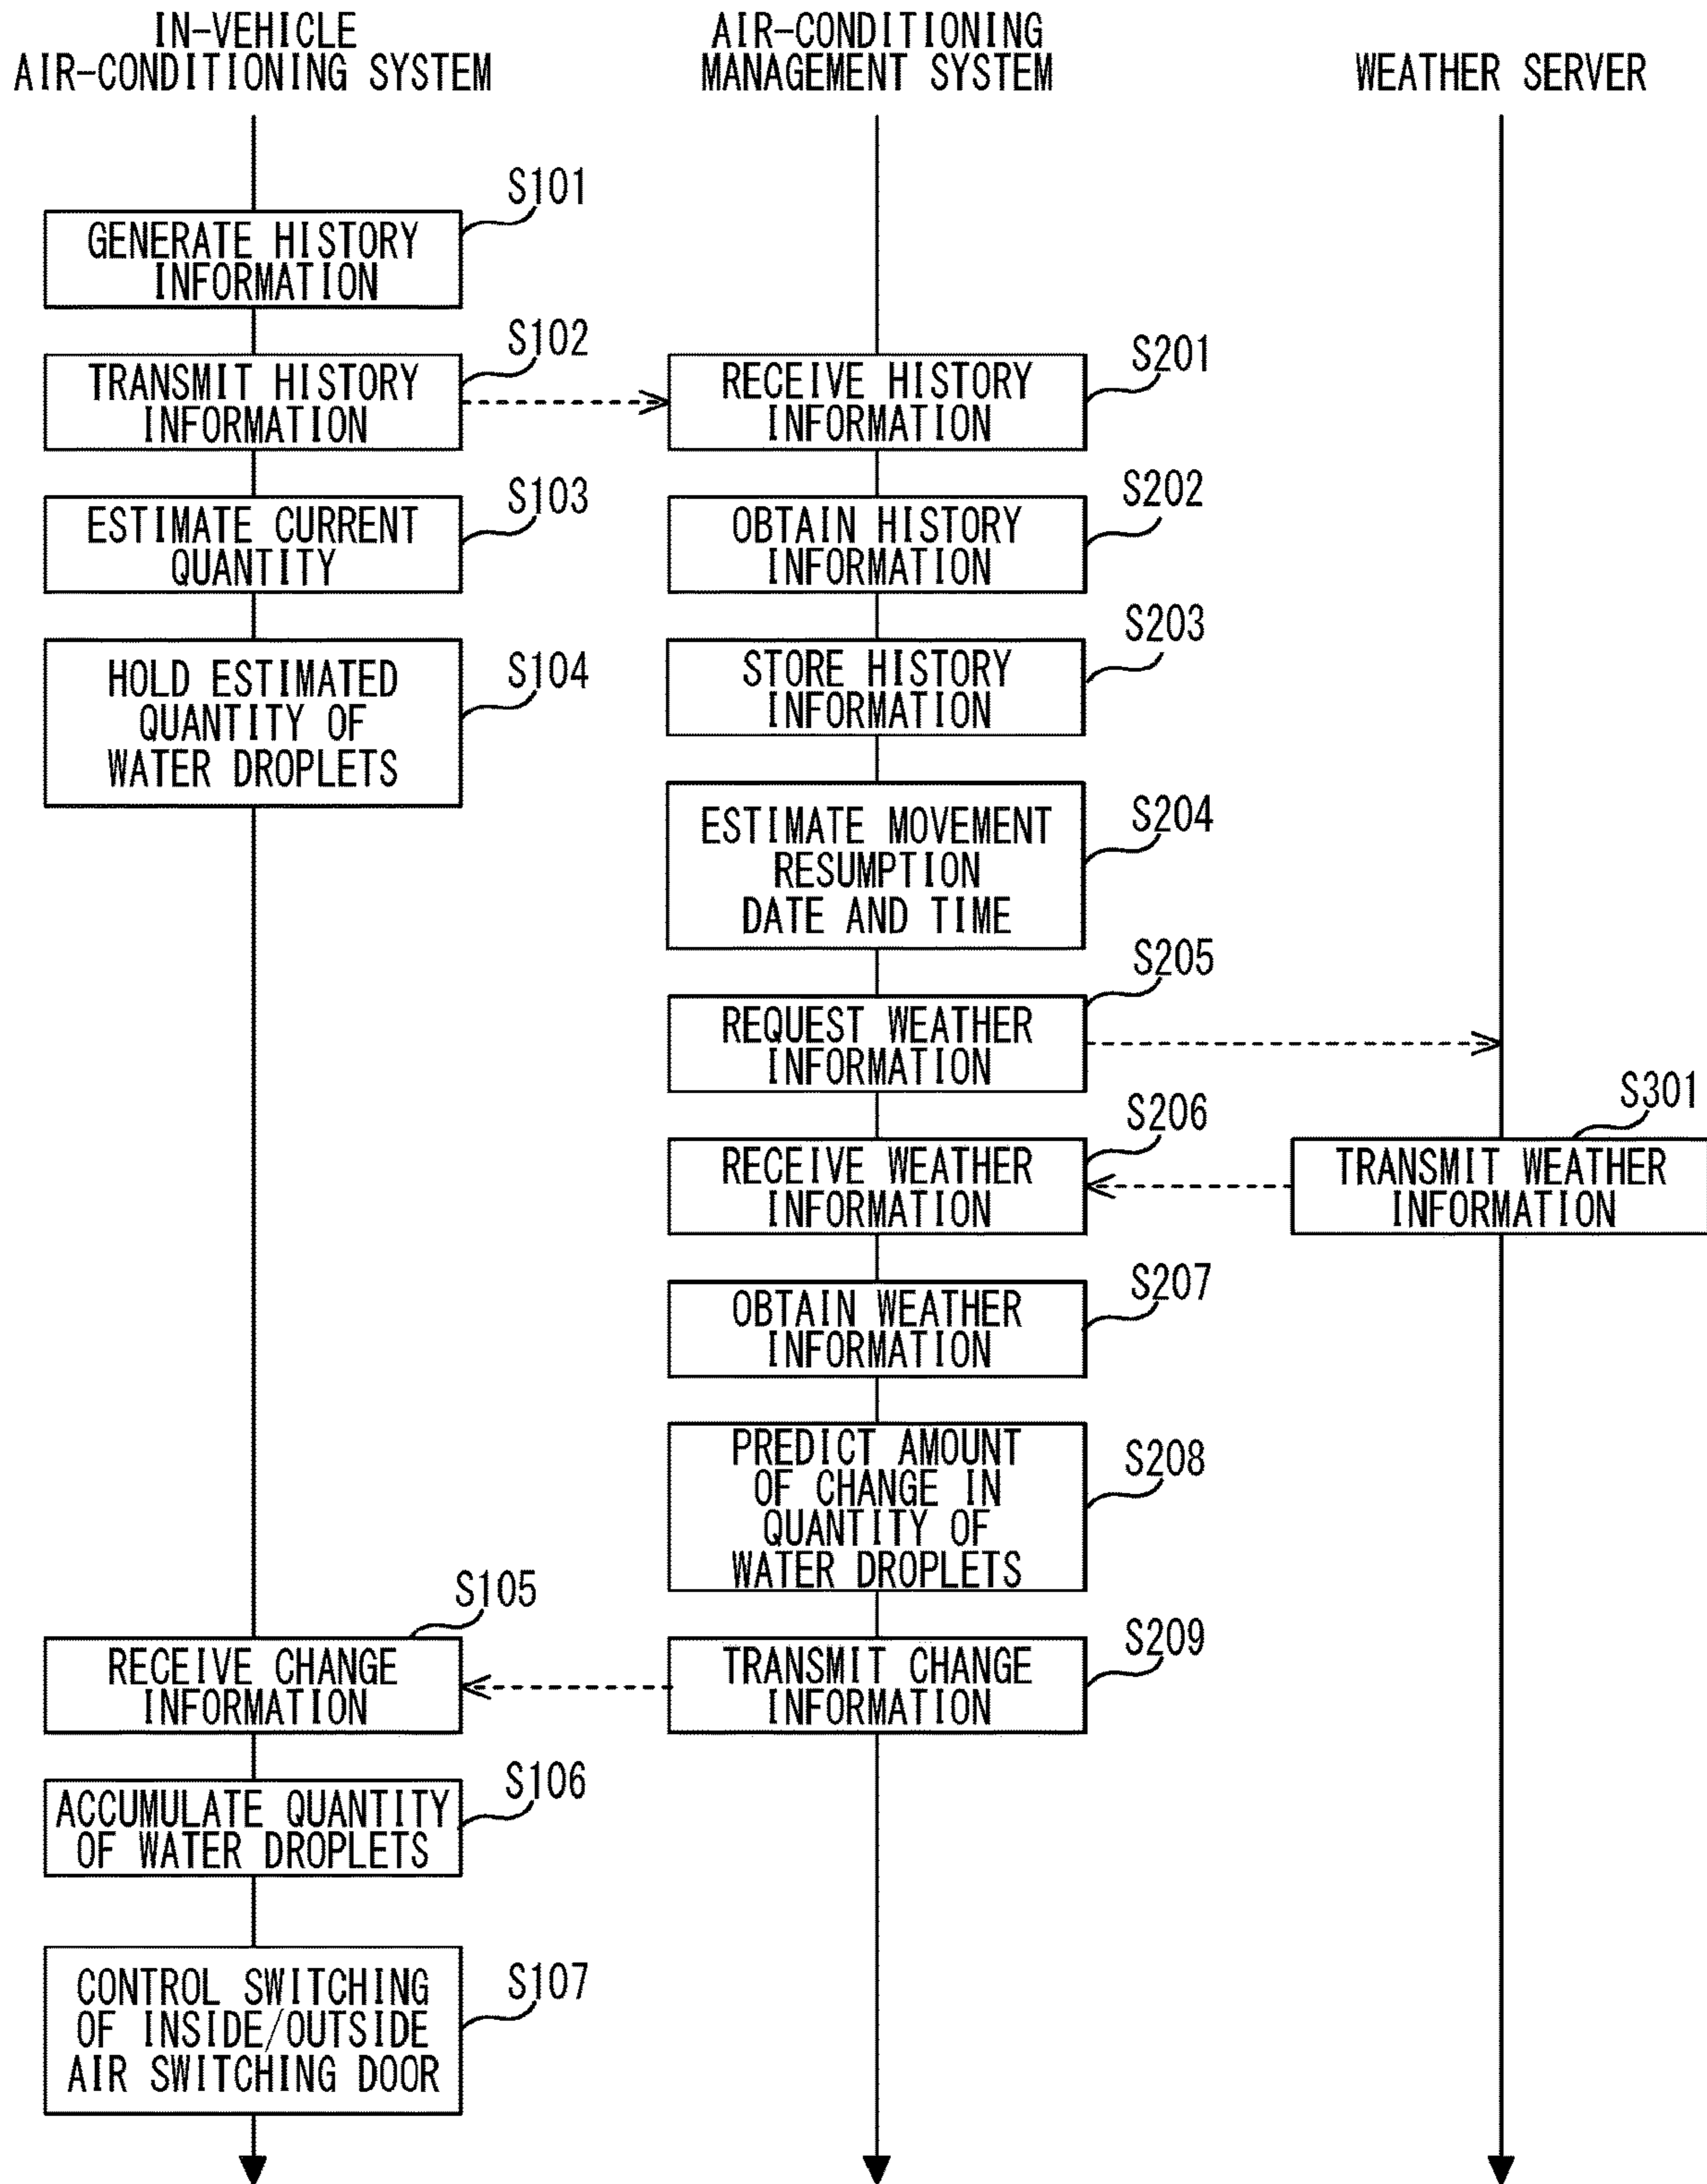 IN-VEHICLE
AIR-CONDITIONING SYSTEM
AIR-CONDITIONING
MANAGEMENT SYSTEM
WEATHER SERVER
S101
GENERATE HISTORY
INFORMATION
S102
TRANSMIT HISTORY
INFORMATION
S201
RECEIVE HISTORY
INFORMATION
S103
ESTIMATE CURRENT
QUANTITY
S202
OBTAIN HISTORY
INFORMATION
S104
HOLD ESTIMATED
QUANTITY OF
WATER DROPLETS
S203
STORE HISTORY
INFORMATION
S204
ESTIMATE MOVEMENT
RESUMPTION
DATE AND TIME
S205
REQUEST WEATHER
INFORMATION
S206
RECEIVE WEATHER
INFORMATION
S301
TRANSMIT WEATHER
INFORMATION
S207
OBTAIN WEATHER
INFORMATION
S208
PREDICT AMOUNT
OF CHANGE IN
QUANTITY OF
WATER DROPLETS
S105
RECEIVE CHANGE
INFORMATION
S209
TRANSMIT CHANGE
INFORMATION
S106
ACCUMULATE QUANTITY
OF WATER DROPLETS
S107
CONTROL SWITCHING
OF INSIDE/OUTSIDE
AIR SWITCHING DOOR